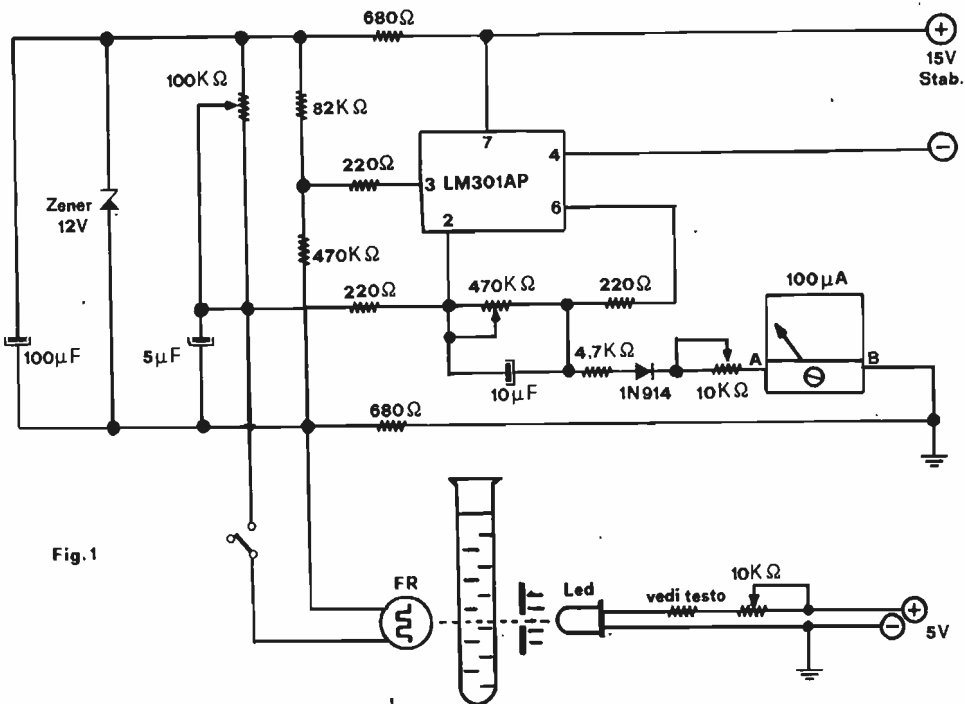 680Ω
+
15V
Stab.
100KΩ
82KΩ
7
4
−
220Ω
3 LM301AP
6
Zener
12V
2
470KΩ
470KΩ
220Ω
220Ω
100µA
100µF
5µF
4,7KΩ
A
B
10µF
1N914
10KΩ
680Ω
Fig.1
FR
Led
vedi testo
10KΩ
+
−
5V